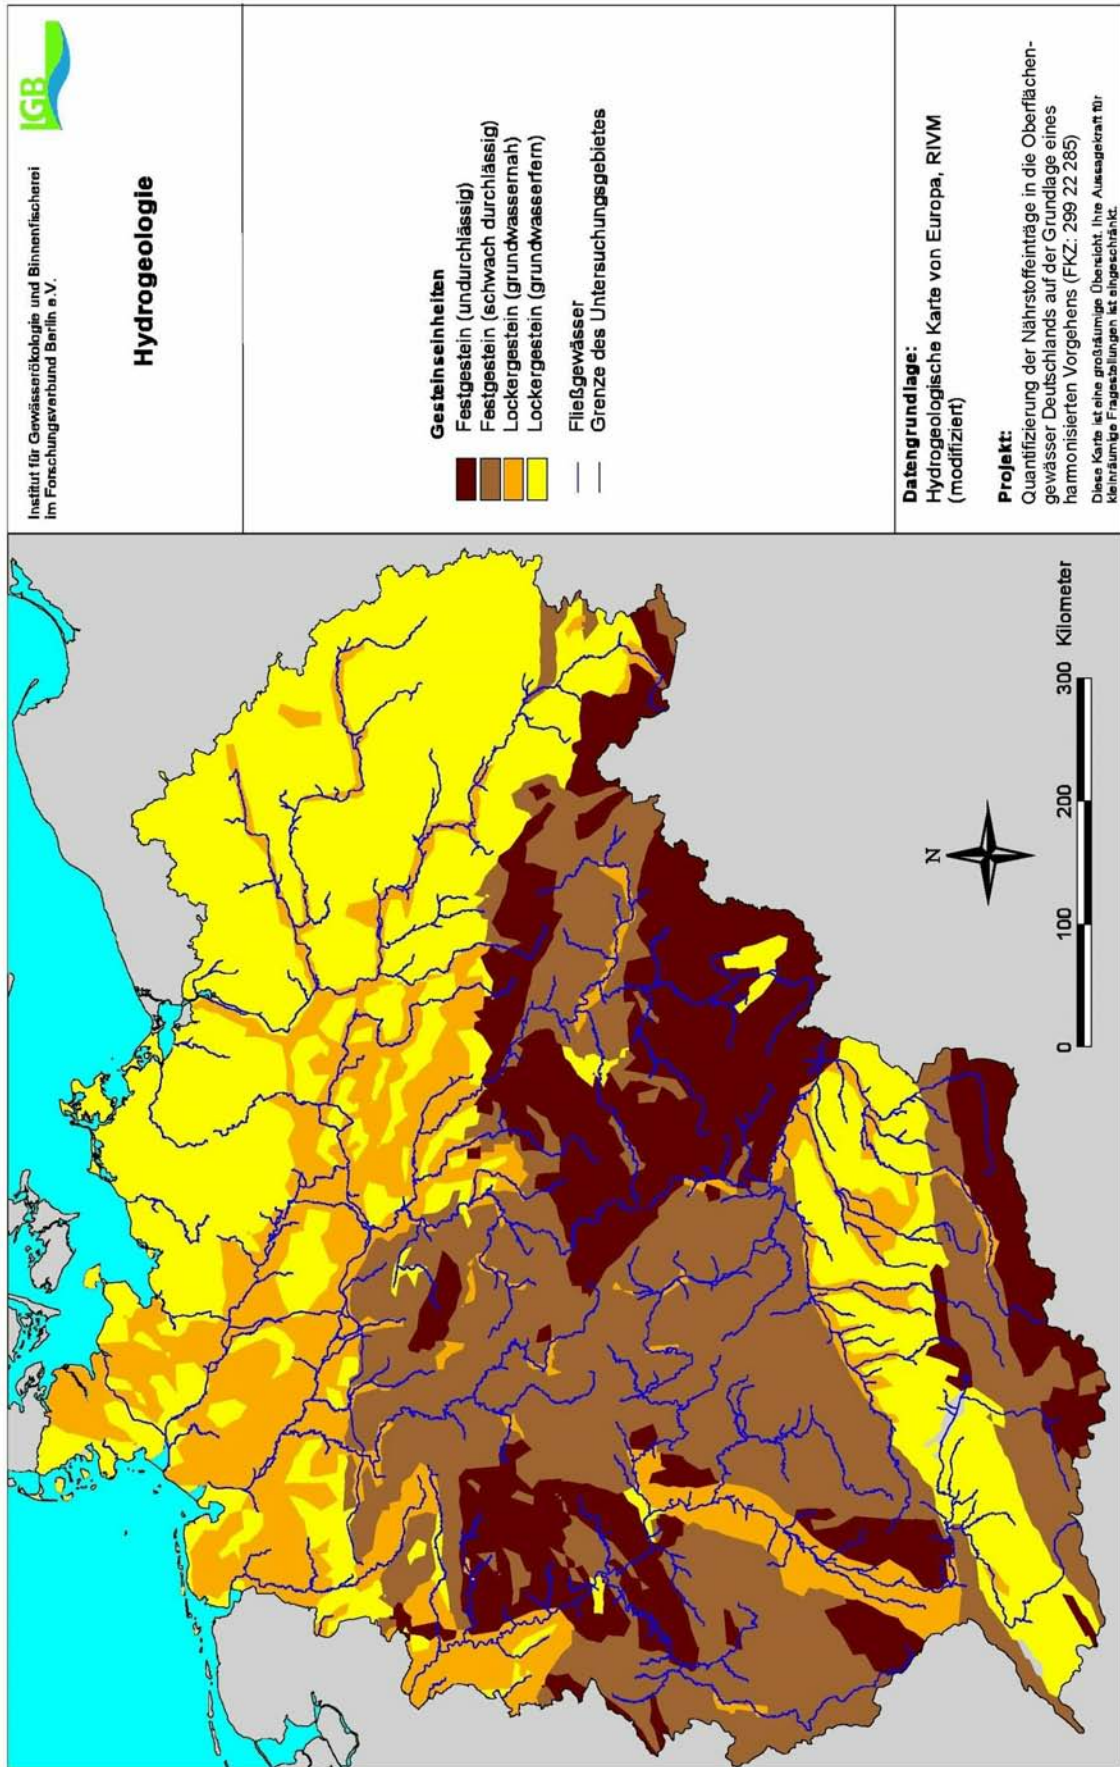 IGB
Institut für Gewässerökologie und Binnenfischerei
im Forschungsverbund Berlin e.V.
Hydrogeologie
Gesteinseinheiten
Festgestein (undurchlässig)
Festgestein (schwach durchlässig)
Lockergestein (grundwassernah)
Lockergestein (grundwasserfern)
Fließgewässer
Grenze des Untersuchungsgebietes
Datengrundlage:
Hydrogeologische Karte von Europa, RIVM
(modifiziert)
Projekt:
Quantifizierung der Nährstoffeinträge in die Oberflächen-
gewässer Deutschlands auf der Grundlage eines
harmonisierten Vorgehens (FKZ: 299 22 285)
Diese Karte ist eine großräumige Übersicht. Ihre Aussagekraft für
kleinräumige Fragestellungen ist eingeschränkt.
N
0 100 200 300 Kilometer